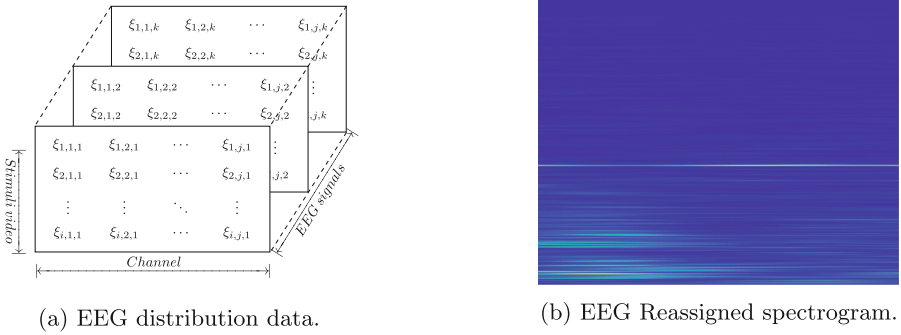 ξ1,1,k ξ1,2,k ⋯ ξ1,j,k
ξ2,1,k ξ2,2,k ⋯ ξ2,j,k
⋮ ,j,k
ξ1,1,2 ξ1,2,2 ⋯ ξ1,j,2
ξ2,1,2 ξ2,2,2 ⋯ ξ2,j,2
⋮ ,j,2
ξ1,1,1 ξ1,2,1 ⋯ ξ1,j,1
ξ2,1,1 ξ2,2,1 ⋯ ξ2,j,1
⋮ ⋮ ⋱ ⋮
ξi,1,1 ξi,2,1 ⋯ ξi,j,1
Stimuli video
Channel
EEG signals
(a) EEG distribution data.
(b) EEG Reassigned spectrogram.